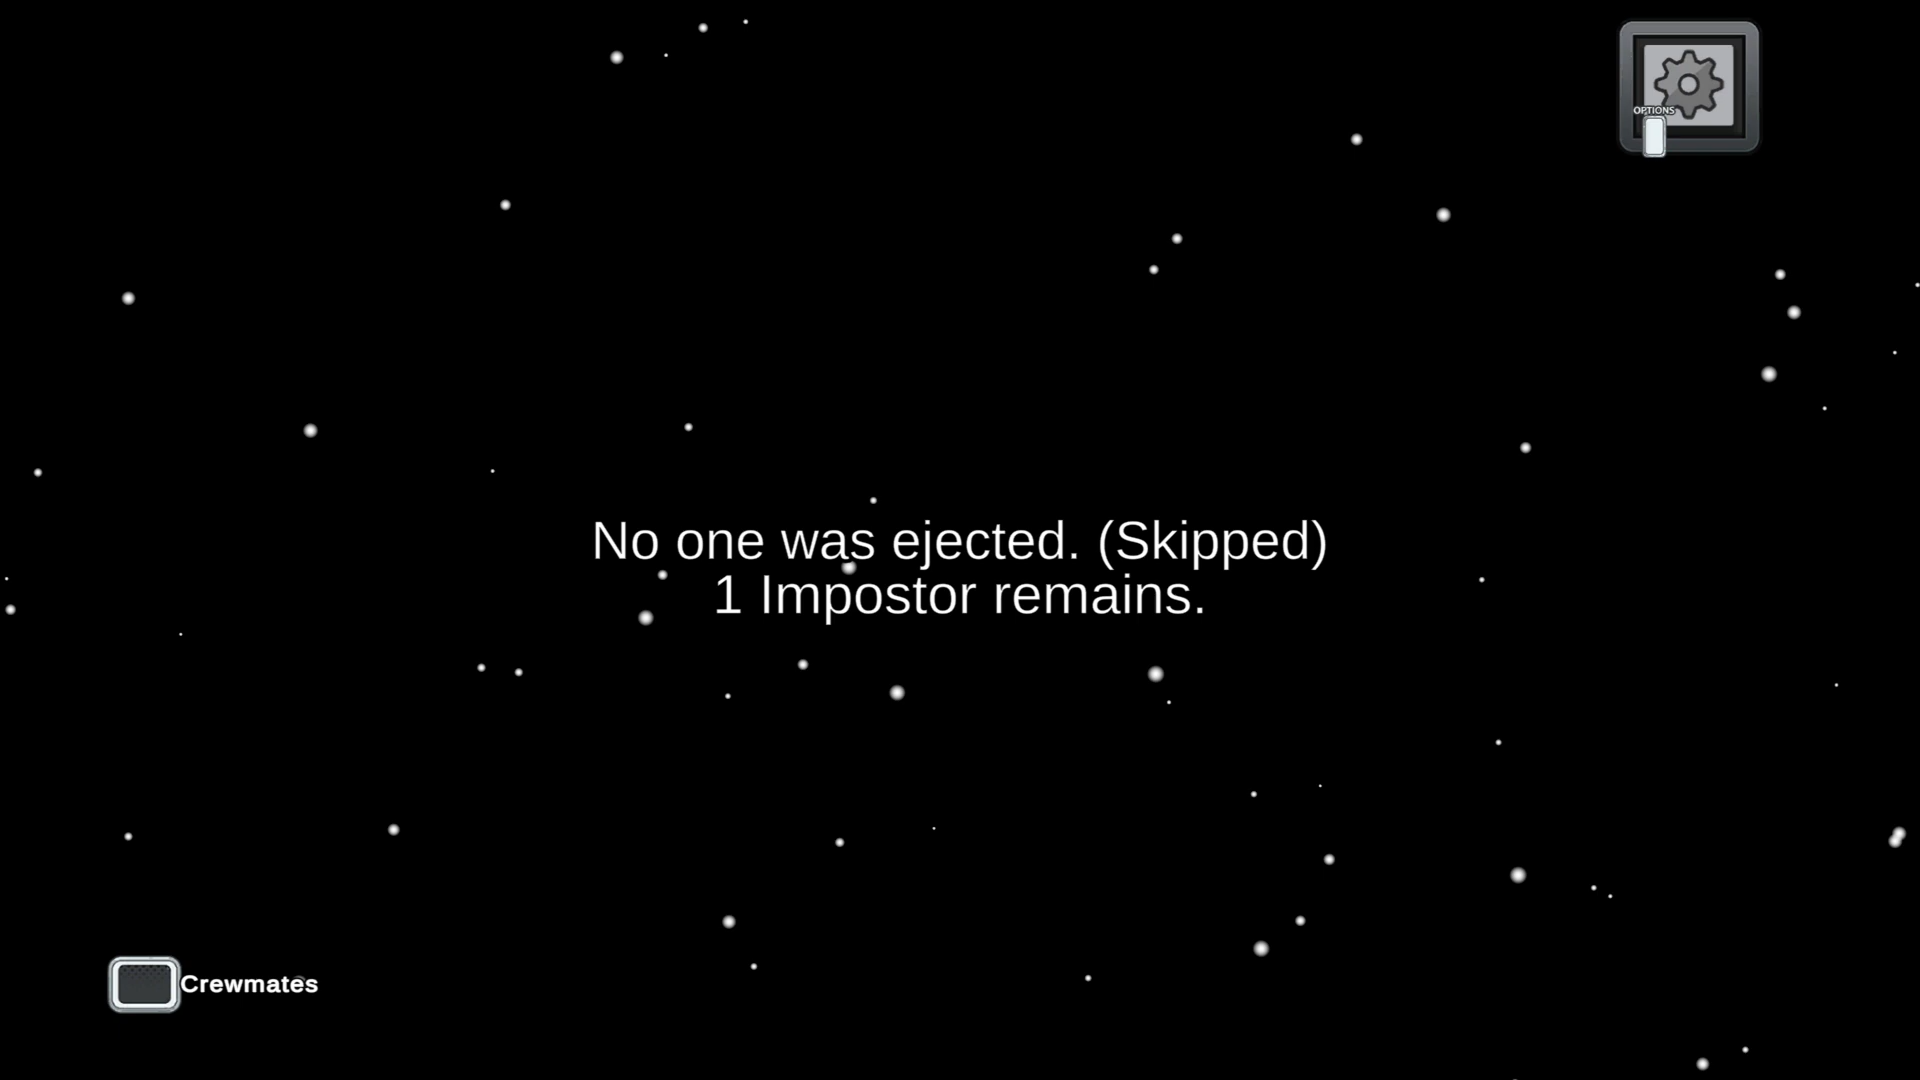 OPTIONS
No one was ejected. (Skipped)
1 Impostor remains.
Crewmates